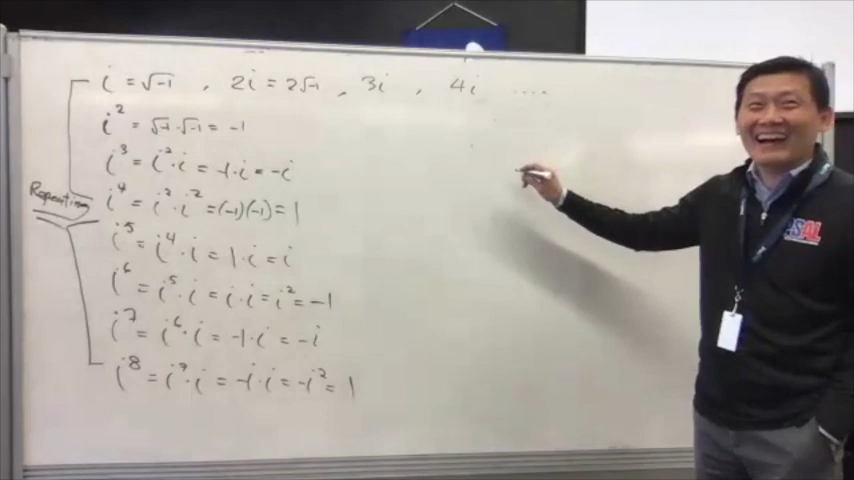 i = √-1 , 2i = 2√-1 , 3i , 4i ....
i² = √-1 · √-1 = -1
i³ = i² · i = -1 · i = -i
Repeating
i⁴ = i² · i² = (-1)(-1) = 1
i⁵ = i⁴ · i = 1 · i = i
i⁶ = i⁵ · i = i · i = i² = -1
i⁷ = i⁶ · i = -1 · i = -i
i⁸ = i⁷ · i = -i · i = -i² = 1